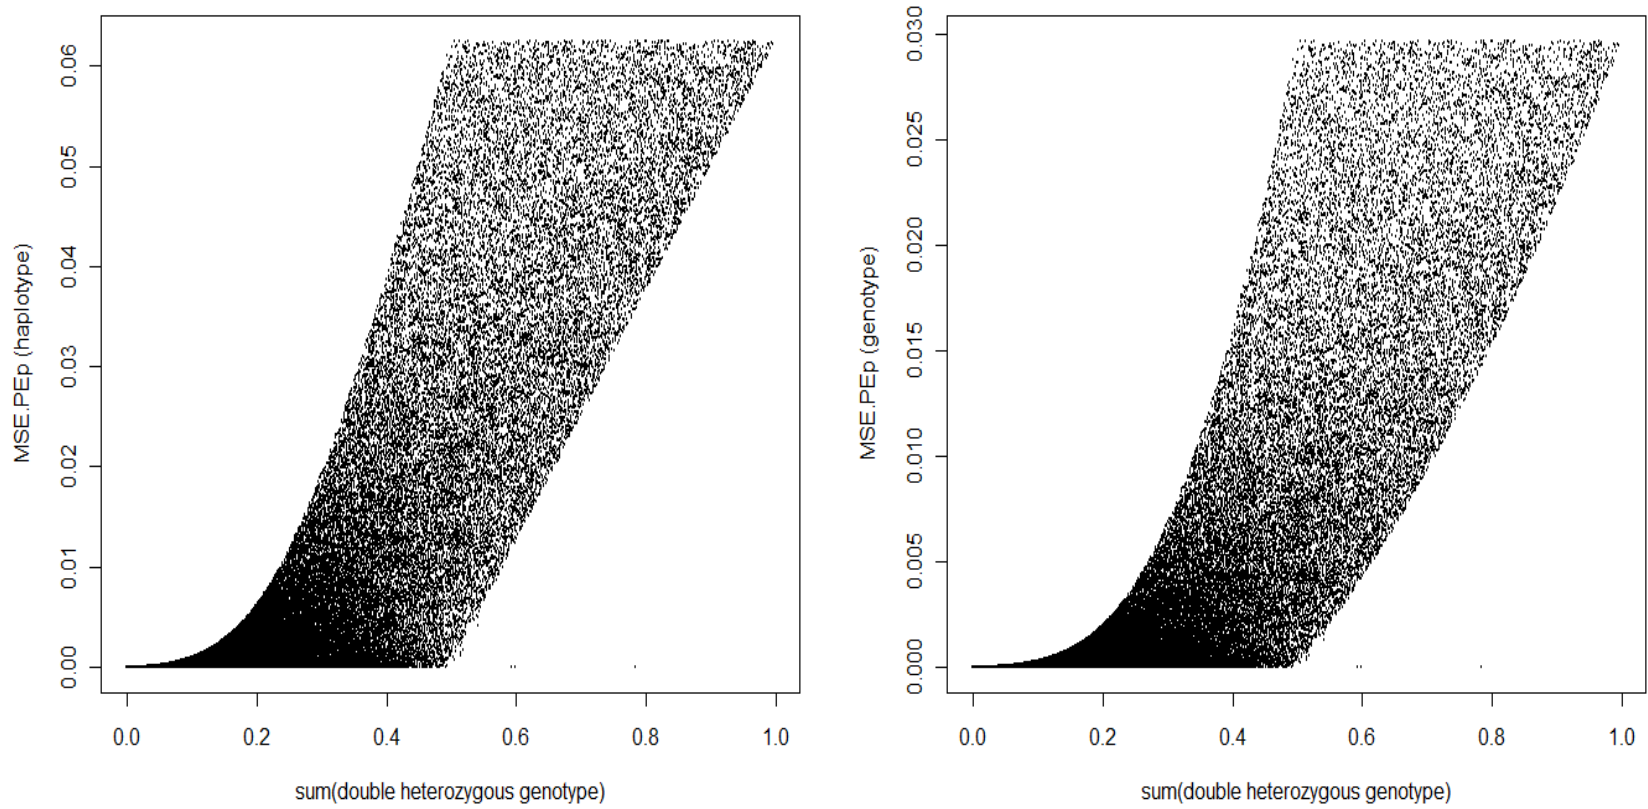 MSE.PEp (haplotype)
0.06
0.05
0.04
0.03
0.02
0.01
0.00
0.0 0.2 0.4 0.6 0.8 1.0
sum(double heterozygous genotype)
MSE.PEp (genotype)
0.030
0.025
0.020
0.015
0.010
0.005
0.000
0.0 0.2 0.4 0.6 0.8 1.0
sum(double heterozygous genotype)